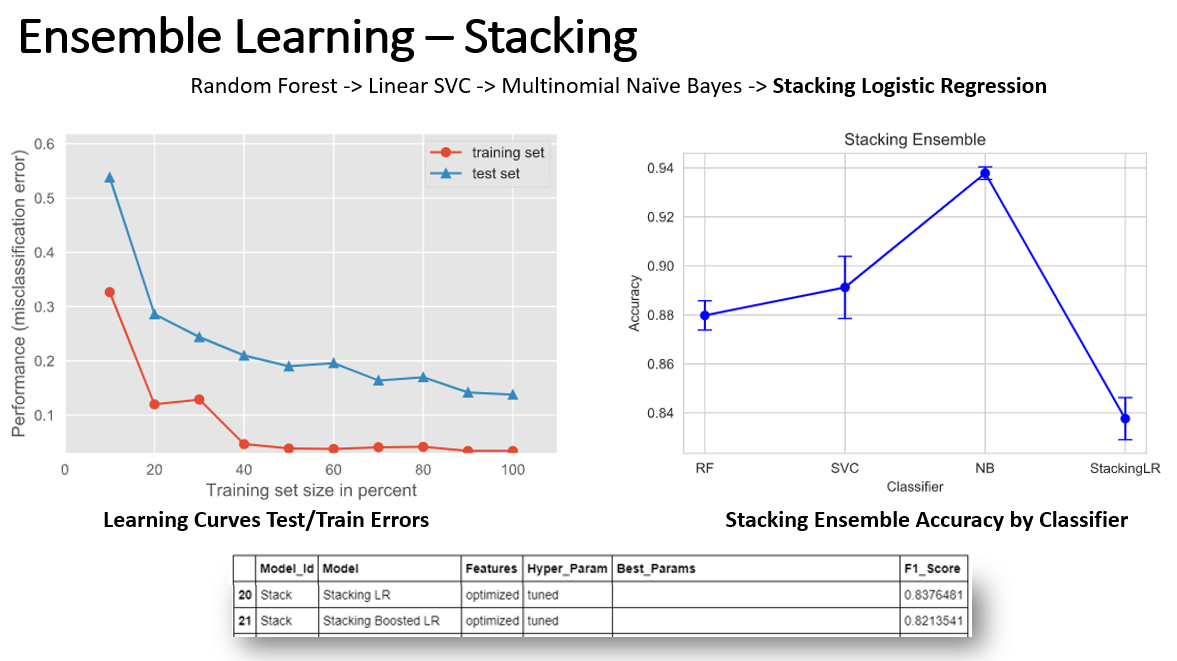 Ensemble Learning – Stacking
Random Forest -> Linear SVC -> Multinomial Naïve Bayes -> Stacking Logistic Regression
Performance (misclassification error)
0.6
0.5
0.4
0.3
0.2
0.1
training set
test set
0 20 40 60 80 100
Training set size in percent
Learning Curves Test/Train Errors
Stacking Ensemble
Accuracy
0.94
0.92
0.90
0.88
0.86
0.84
RF SVC NB StackingLR
Classifier
Stacking Ensemble Accuracy by Classifier
Model_Id Model Features Hyper_Param Best_Params F1_Score
20 Stack Stacking LR optimized tuned 0.8376481
21 Stack Stacking Boosted LR optimized tuned 0.8213541